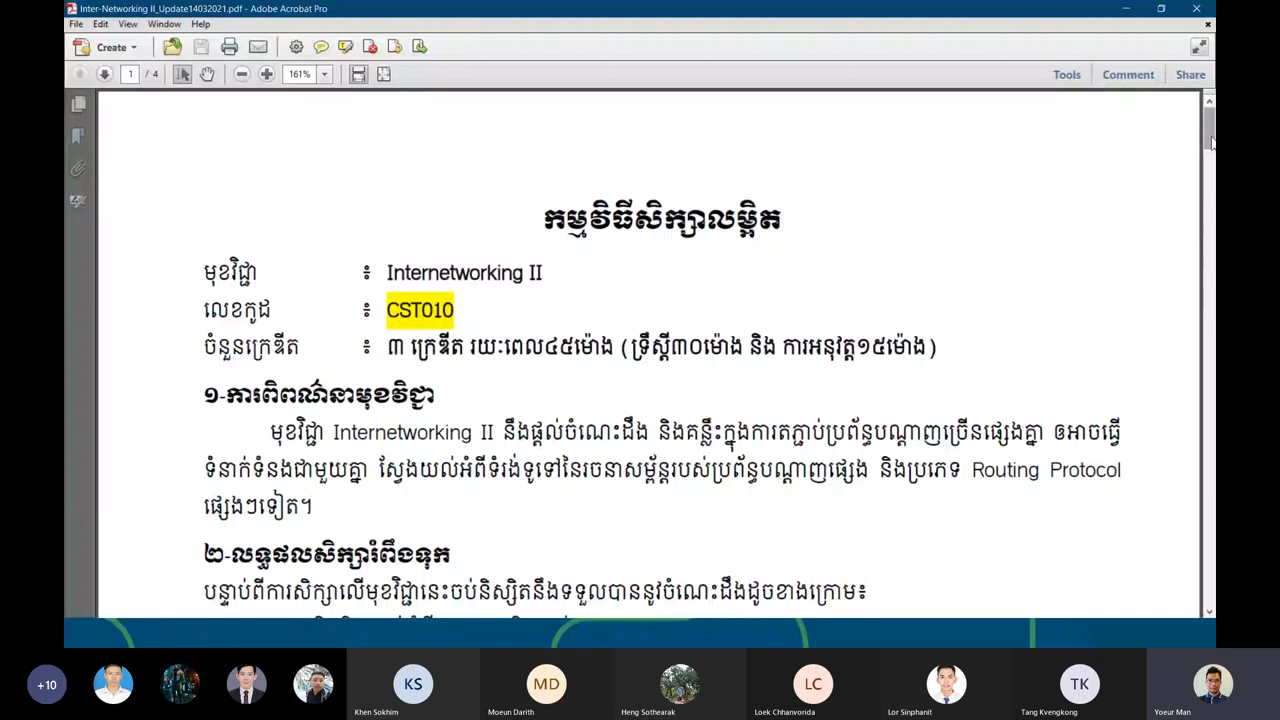 Inter-Networking II_Update14032021.pdf - Adobe Acrobat Pro
File Edit View Window Help
Create
1 / 4 161% Tools Comment Share
កម្មវិធីសិក្សាលម្អិត
មុខវិជ្ជា ៖ Internetworking II
លេខកូដ ៖ CST010
ចំនួនក្រេឌីត ៖ ៣ ក្រេឌីត រយៈពេល៤៥ម៉ោង (ទ្រឹស្តី៣០ម៉ោង និង ការអនុវត្ត១៥ម៉ោង)
១-ការពិពណ៌នាមុខវិជ្ជា
មុខវិជ្ជា Internetworking II នឹងផ្តល់ចំណេះដឹង និងគន្លឹះក្នុងការតភ្ជាប់ប្រព័ន្ធបណ្តាញច្រើនផ្សេងគ្នា ឲអាចធ្វើ
ទំនាក់ទំនងជាមួយគ្នា ស្វែងយល់អំពីទំរង់ទូទៅនៃរចនាសម្ព័ន្ធរបស់ប្រព័ន្ធបណ្តាញផ្សេង និងប្រភេទ Routing Protocol
ផ្សេងៗទៀត។
២-លទ្ធផលសិក្សារំពឹងទុក
បន្ទាប់ពីការសិក្សាលើមុខវិជ្ជានេះចប់និស្សិតនឹងទទួលបាននូវចំណេះដឹងដូចខាងក្រោម៖
+10 KS MD LC TK
Khen Sokhim Moeun Darith Heng Sothearak Loek Chhanvorida Lor Sinphanit Tang Kvengkong Yoeur Man